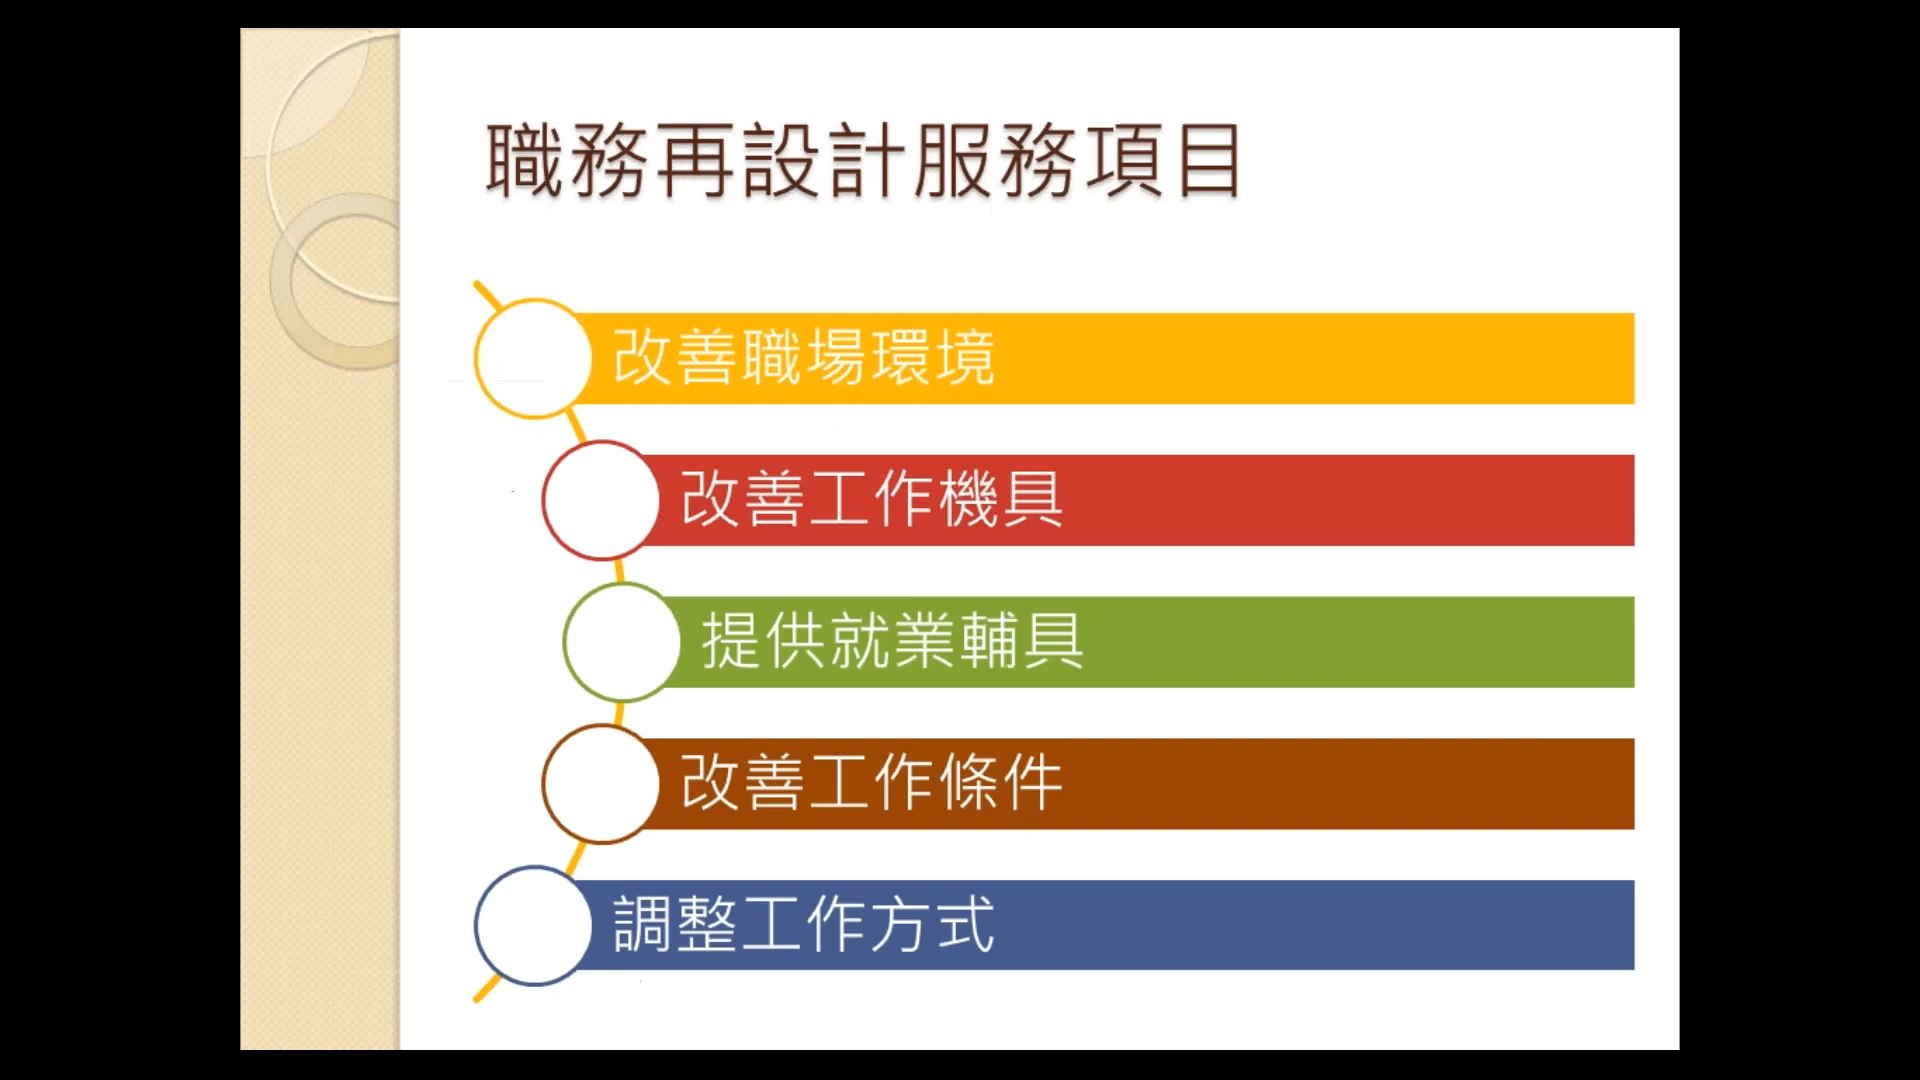 職務再設計服務項目
改善職場環境
改善工作機具
提供就業輔具
改善工作條件
調整工作方式